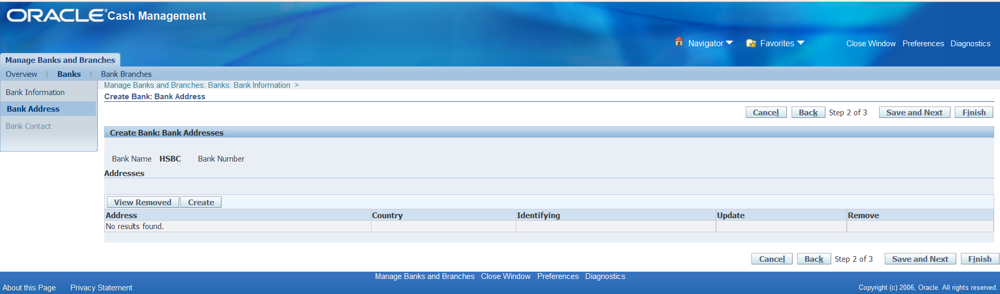 ORACLE Cash Management
Navigator Favorites Close Window Preferences Diagnostics
Manage Banks and Branches
Overview | Banks | Bank Branches
Manage Banks and Branches: Banks: Bank Information >
Bank Information
Create Bank: Bank Address
Bank Address
Cancel Back Step 2 of 3 Save and Next Finish
Bank Contact
Create Bank: Bank Addresses
Bank Name HSBC Bank Number
Addresses
View Removed Create
Address Country Identifying Update Remove
No results found.
Cancel Back Step 2 of 3 Save and Next Finish
Manage Banks and Branches Close Window Preferences Diagnostics
About this Page Privacy Statement Copyright (c) 2006, Oracle. All rights reserved.